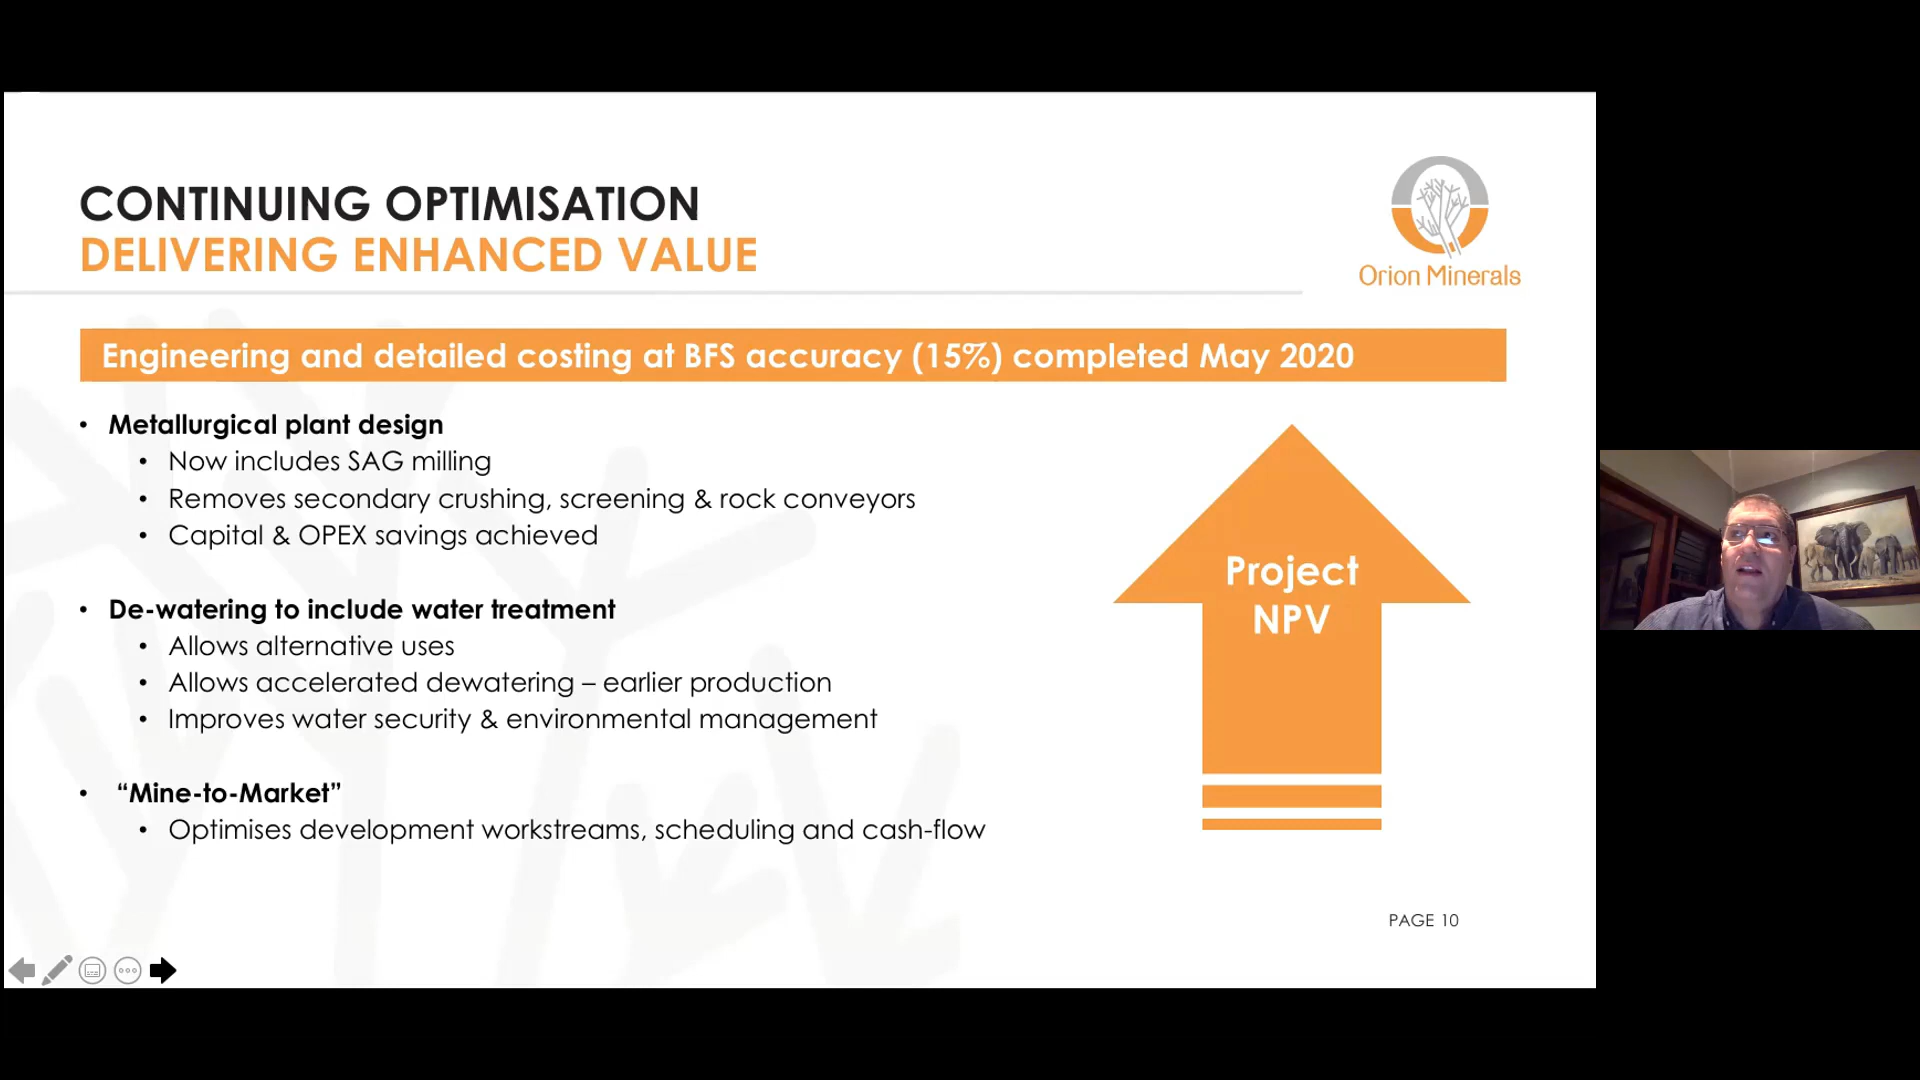 CONTINUING OPTIMISATION
DELIVERING ENHANCED VALUE
Orion Minerals
Engineering and detailed costing at BFS accuracy (15%) completed May 2020
• Metallurgical plant design
• Now includes SAG milling
• Removes secondary crushing, screening & rock conveyors
• Capital & OPEX savings achieved
• De-watering to include water treatment
• Allows alternative uses
• Allows accelerated dewatering – earlier production
• Improves water security & environmental management
• “Mine-to-Market”
• Optimises development workstreams, scheduling and cash-flow
Project
NPV
PAGE 10